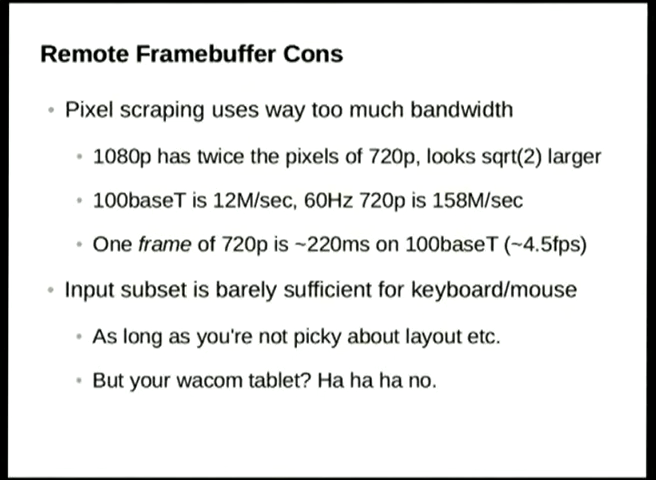 Remote Framebuffer Cons
Pixel scraping uses way too much bandwidth
1080p has twice the pixels of 720p, looks sqrt(2) larger
100baseT is 12M/sec, 60Hz 720p is 158M/sec
One frame of 720p is ~220ms on 100baseT (~4.5fps)
Input subset is barely sufficient for keyboard/mouse
As long as you're not picky about layout etc.
But your wacom tablet? Ha ha ha no.